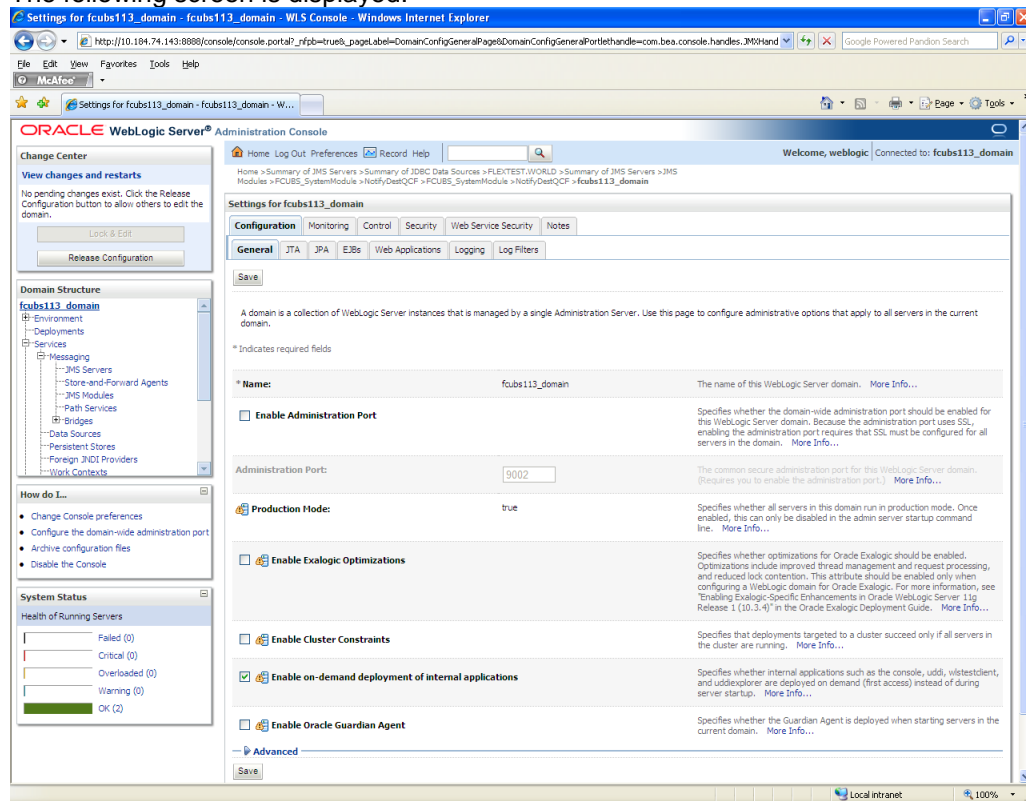 The following screen is displayed:
Settings for fcubs113_domain - fcubs113_domain - WLS Console - Windows Internet Explorer
http://10.184.74.143:8888/console/console.portal?_nfpb=true&_pageLabel=DomainConfigGeneralPage&DomainConfigGeneralPortlethandle=com.bea.console.handles.JMXHand
Google Powered Pandion Search
File Edit View Favorites Tools Help
McAfee
Settings for fcubs113_domain - fcubs113_domain - W...
Page Tools
ORACLE WebLogic Server® Administration Console
Change Center
View changes and restarts
No pending changes exist. Click the Release
Configuration button to allow others to edit the
domain.
Lock & Edit
Release Configuration
Domain Structure
fcubs113_domain
Environment
Deployments
Services
Messaging
JMS Servers
Store-and-Forward Agents
JMS Modules
Path Services
Bridges
Data Sources
Persistent Stores
Foreign JNDI Providers
Work Contexts
How do I...
Change Console preferences
Configure the domain-wide administration port
Archive configuration files
Disable the Console
System Status
Health of Running Servers
Failed (0)
Critical (0)
Overloaded (0)
Warning (0)
OK (2)
Home Log Out Preferences Record Help
Welcome, weblogic Connected to: fcubs113_domain
Home >Summary of JMS Servers >Summary of JDBC Data Sources >FLEXTEST.WORLD >Summary of JMS Servers >JMS
Modules >FCUBS_SystemModule >NotifyDestQCF >FCUBS_SystemModule >NotifyDestQCF >fcubs113_domain
Settings for fcubs113_domain
Configuration Monitoring Control Security Web Service Security Notes
General JTA JPA EJBs Web Applications Logging Log Filters
Save
A domain is a collection of WebLogic Server instances that is managed by a single Administration Server. Use this page to configure administrative options that apply to all servers in the current
domain.
* Indicates required fields
* Name:
fcubs113_domain
The name of this WebLogic Server domain. More Info...
Enable Administration Port
Specifies whether the domain-wide administration port should be enabled for
this WebLogic Server domain. Because the administration port uses SSL,
enabling the administration port requires that SSL must be configured for all
servers in the domain. More Info...
Administration Port:
9002
The common secure administration port for this WebLogic Server domain.
(Requires you to enable the administration port.) More Info...
Production Mode:
true
Specifies whether all servers in this domain run in production mode. Once
enabled, this can only be disabled in the admin server startup command
line. More Info...
Enable Exalogic Optimizations
Specifies whether optimizations for Oracle Exalogic should be enabled.
Optimizations include improved thread management and request processing,
and reduced lock contention. This attribute should be enabled only when
configuring a WebLogic domain for Oracle Exalogic. For more information, see
"Enabling Exalogic-Specific Enhancements in Oracle WebLogic Server 11g
Release 1 (10.3.4)" in the Oracle Exalogic Deployment Guide. More Info...
Enable Cluster Constraints
Specifies that deployments targeted to a cluster succeed only if all servers in
the cluster are running. More Info...
Enable on-demand deployment of internal applications
Specifies whether internal applications such as the console, uddi, wlstestclient,
and uddiexplorer are deployed on demand (first access) instead of during
server startup. More Info...
Enable Oracle Guardian Agent
Specifies whether the Guardian Agent is deployed when starting servers in the
current domain. More Info...
Advanced
Save
Local intranet
100%